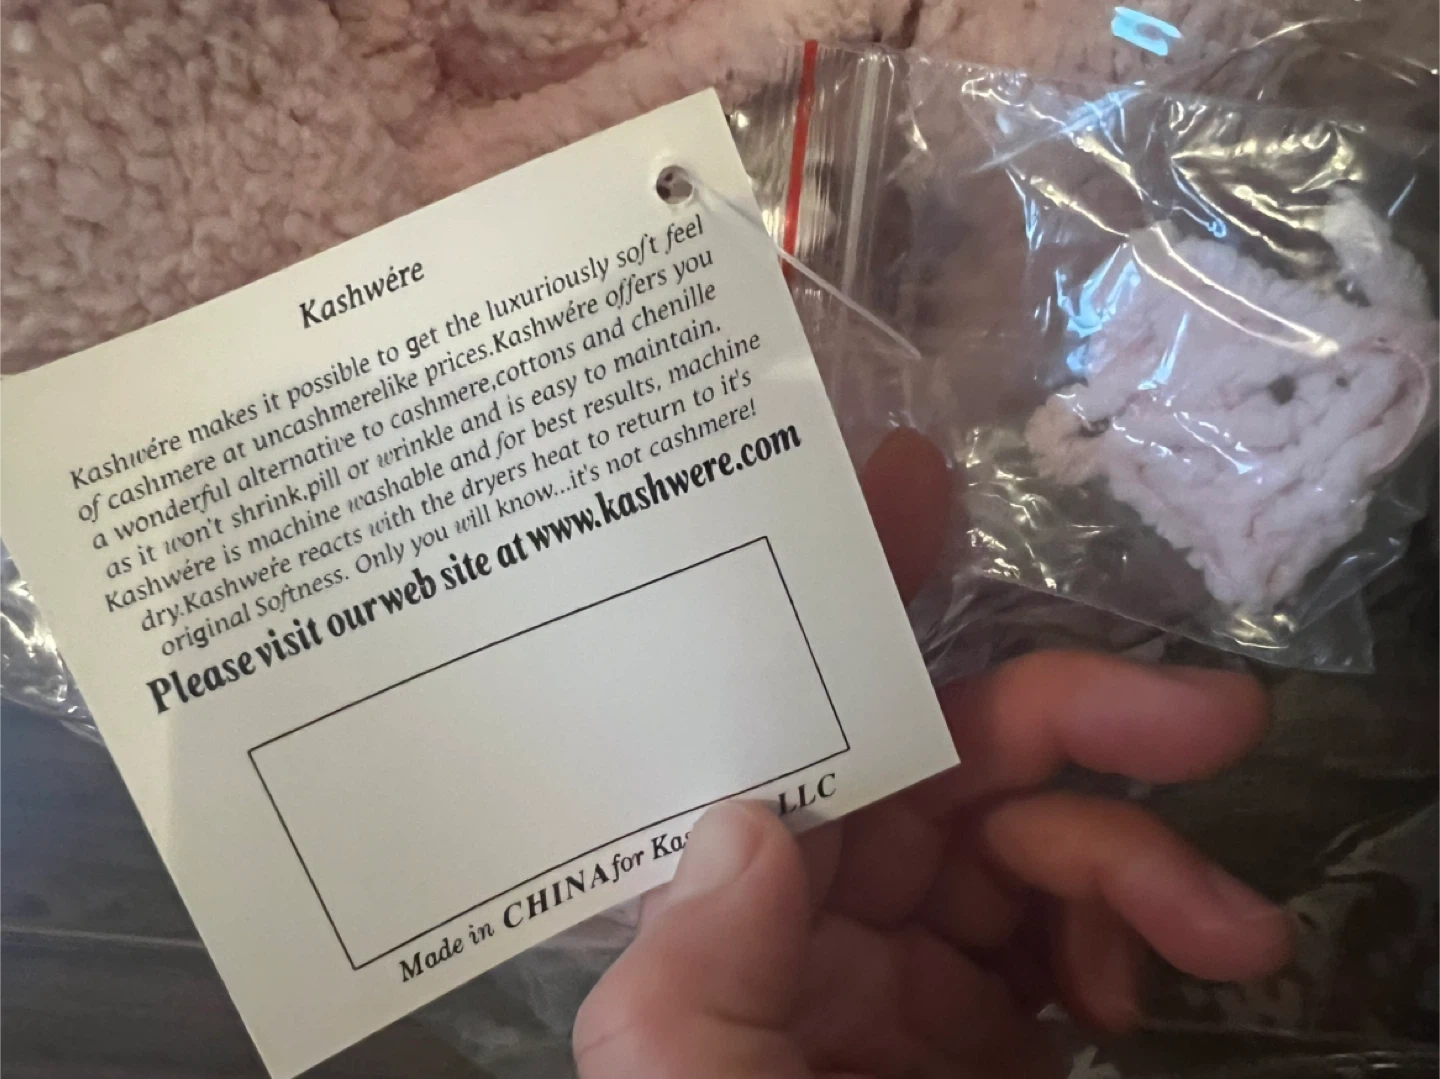 Kashwére
Kashwére makes it possible to get the luxuriously soft feel
of cashmere at uncashmerelike prices.Kashwére offers you
a wonderful alternative to cashmere,cottons and chenille
as it won't shrink,pill or wrinkle and is easy to maintain.
Kashwére is machine washable and for best results, machine
dry.Kashwere reacts with the dryers heat to return to it's
original Softness. Only you will know...it's not cashmere!
Please visit our web site at www.kashwere.com
Made in CHINA for LLC